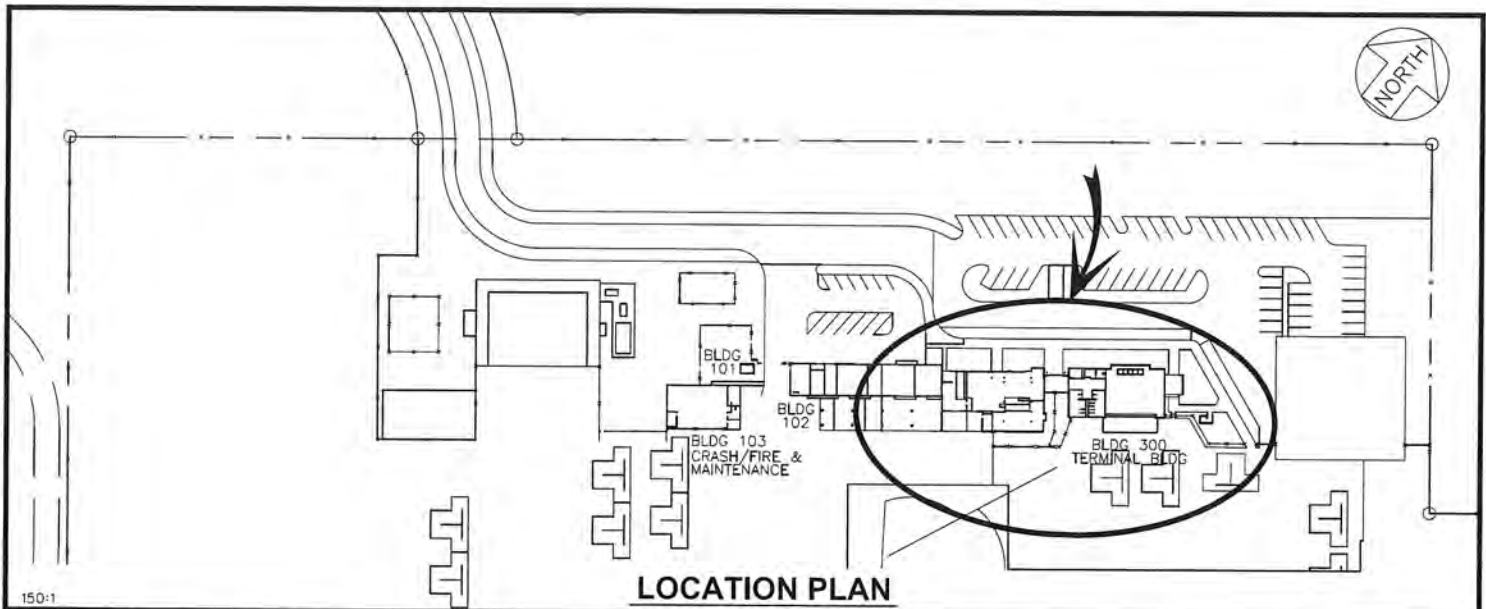 NORTH
BLDG
101
BLDG
102
BLDG 103
CRASH/FIRE &
MAINTENANCE
BLDG 300
TERMINAL BLDG
LOCATION PLAN
150:1